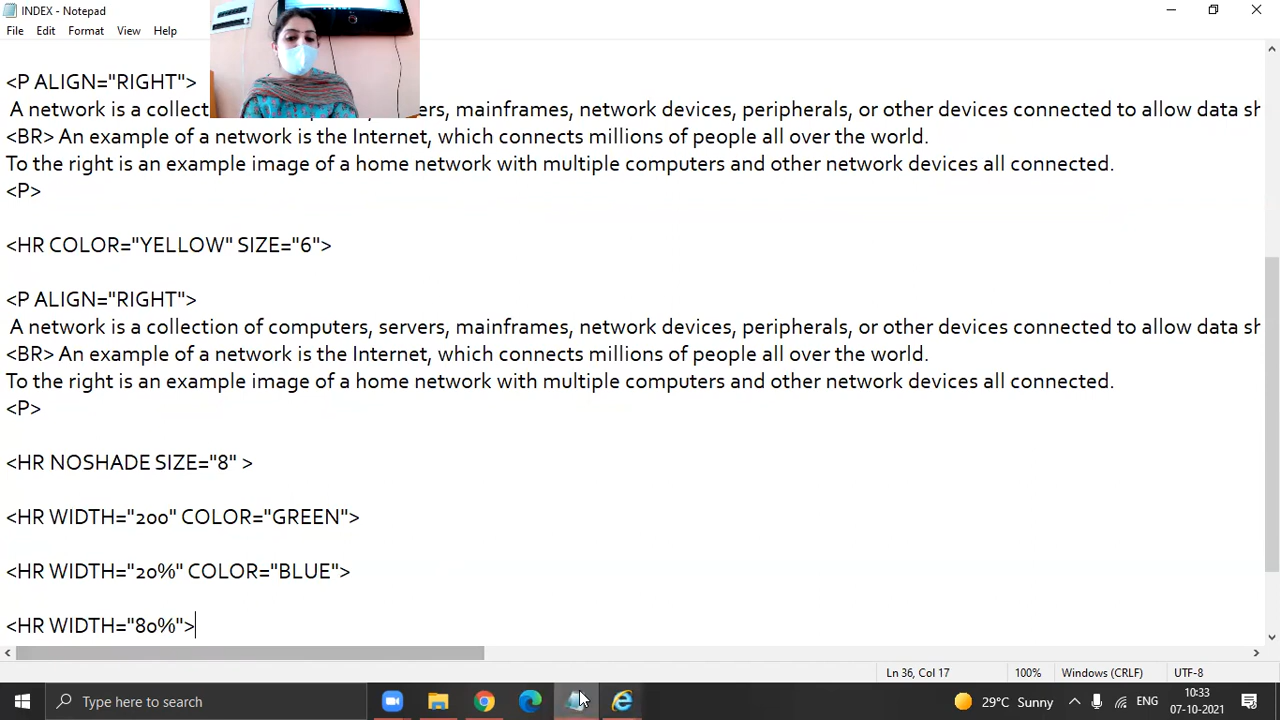 INDEX - Notepad
File Edit Format View Help
<P ALIGN="RIGHT">
A network is a ers, mainframes, network devices, peripherals, or other devices connected to allow data sh
<BR> An example of a network is the Internet, which connects millions of people all over the world.
To the right is an example image of a home network with multiple computers and other network devices all connected.
<P>
<HR COLOR="YELLOW" SIZE="6">
<P ALIGN="RIGHT">
A network is a collection of computers, servers, mainframes, network devices, peripherals, or other devices connected to allow data sh
<BR> An example of a network is the Internet, which connects millions of people all over the world.
To the right is an example image of a home network with multiple computers and other network devices all connected.
<P>
<HR NOSHADE SIZE="8" >
<HR WIDTH="200" COLOR="GREEN">
<HR WIDTH="20%" COLOR="BLUE">
<HR WIDTH="80%">
Ln 36, Col 17 100% Windows (CRLF) UTF-8
Type here to search 29°C Sunny ENG 10:33
07-10-2021